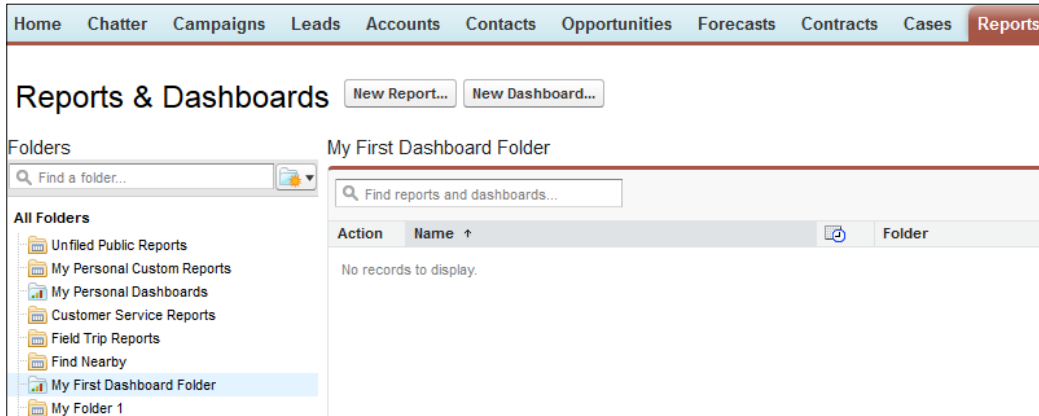 Home Chatter Campaigns Leads Accounts Contacts Opportunities Forecasts Contracts Cases Reports
Reports & Dashboards New Report... New Dashboard...
Folders
Find a folder...
All Folders
Unfiled Public Reports
My Personal Custom Reports
My Personal Dashboards
Customer Service Reports
Field Trip Reports
Find Nearby
My First Dashboard Folder
My Folder 1
My First Dashboard Folder
Find reports and dashboards...
Action Name ↑ Folder
No records to display.